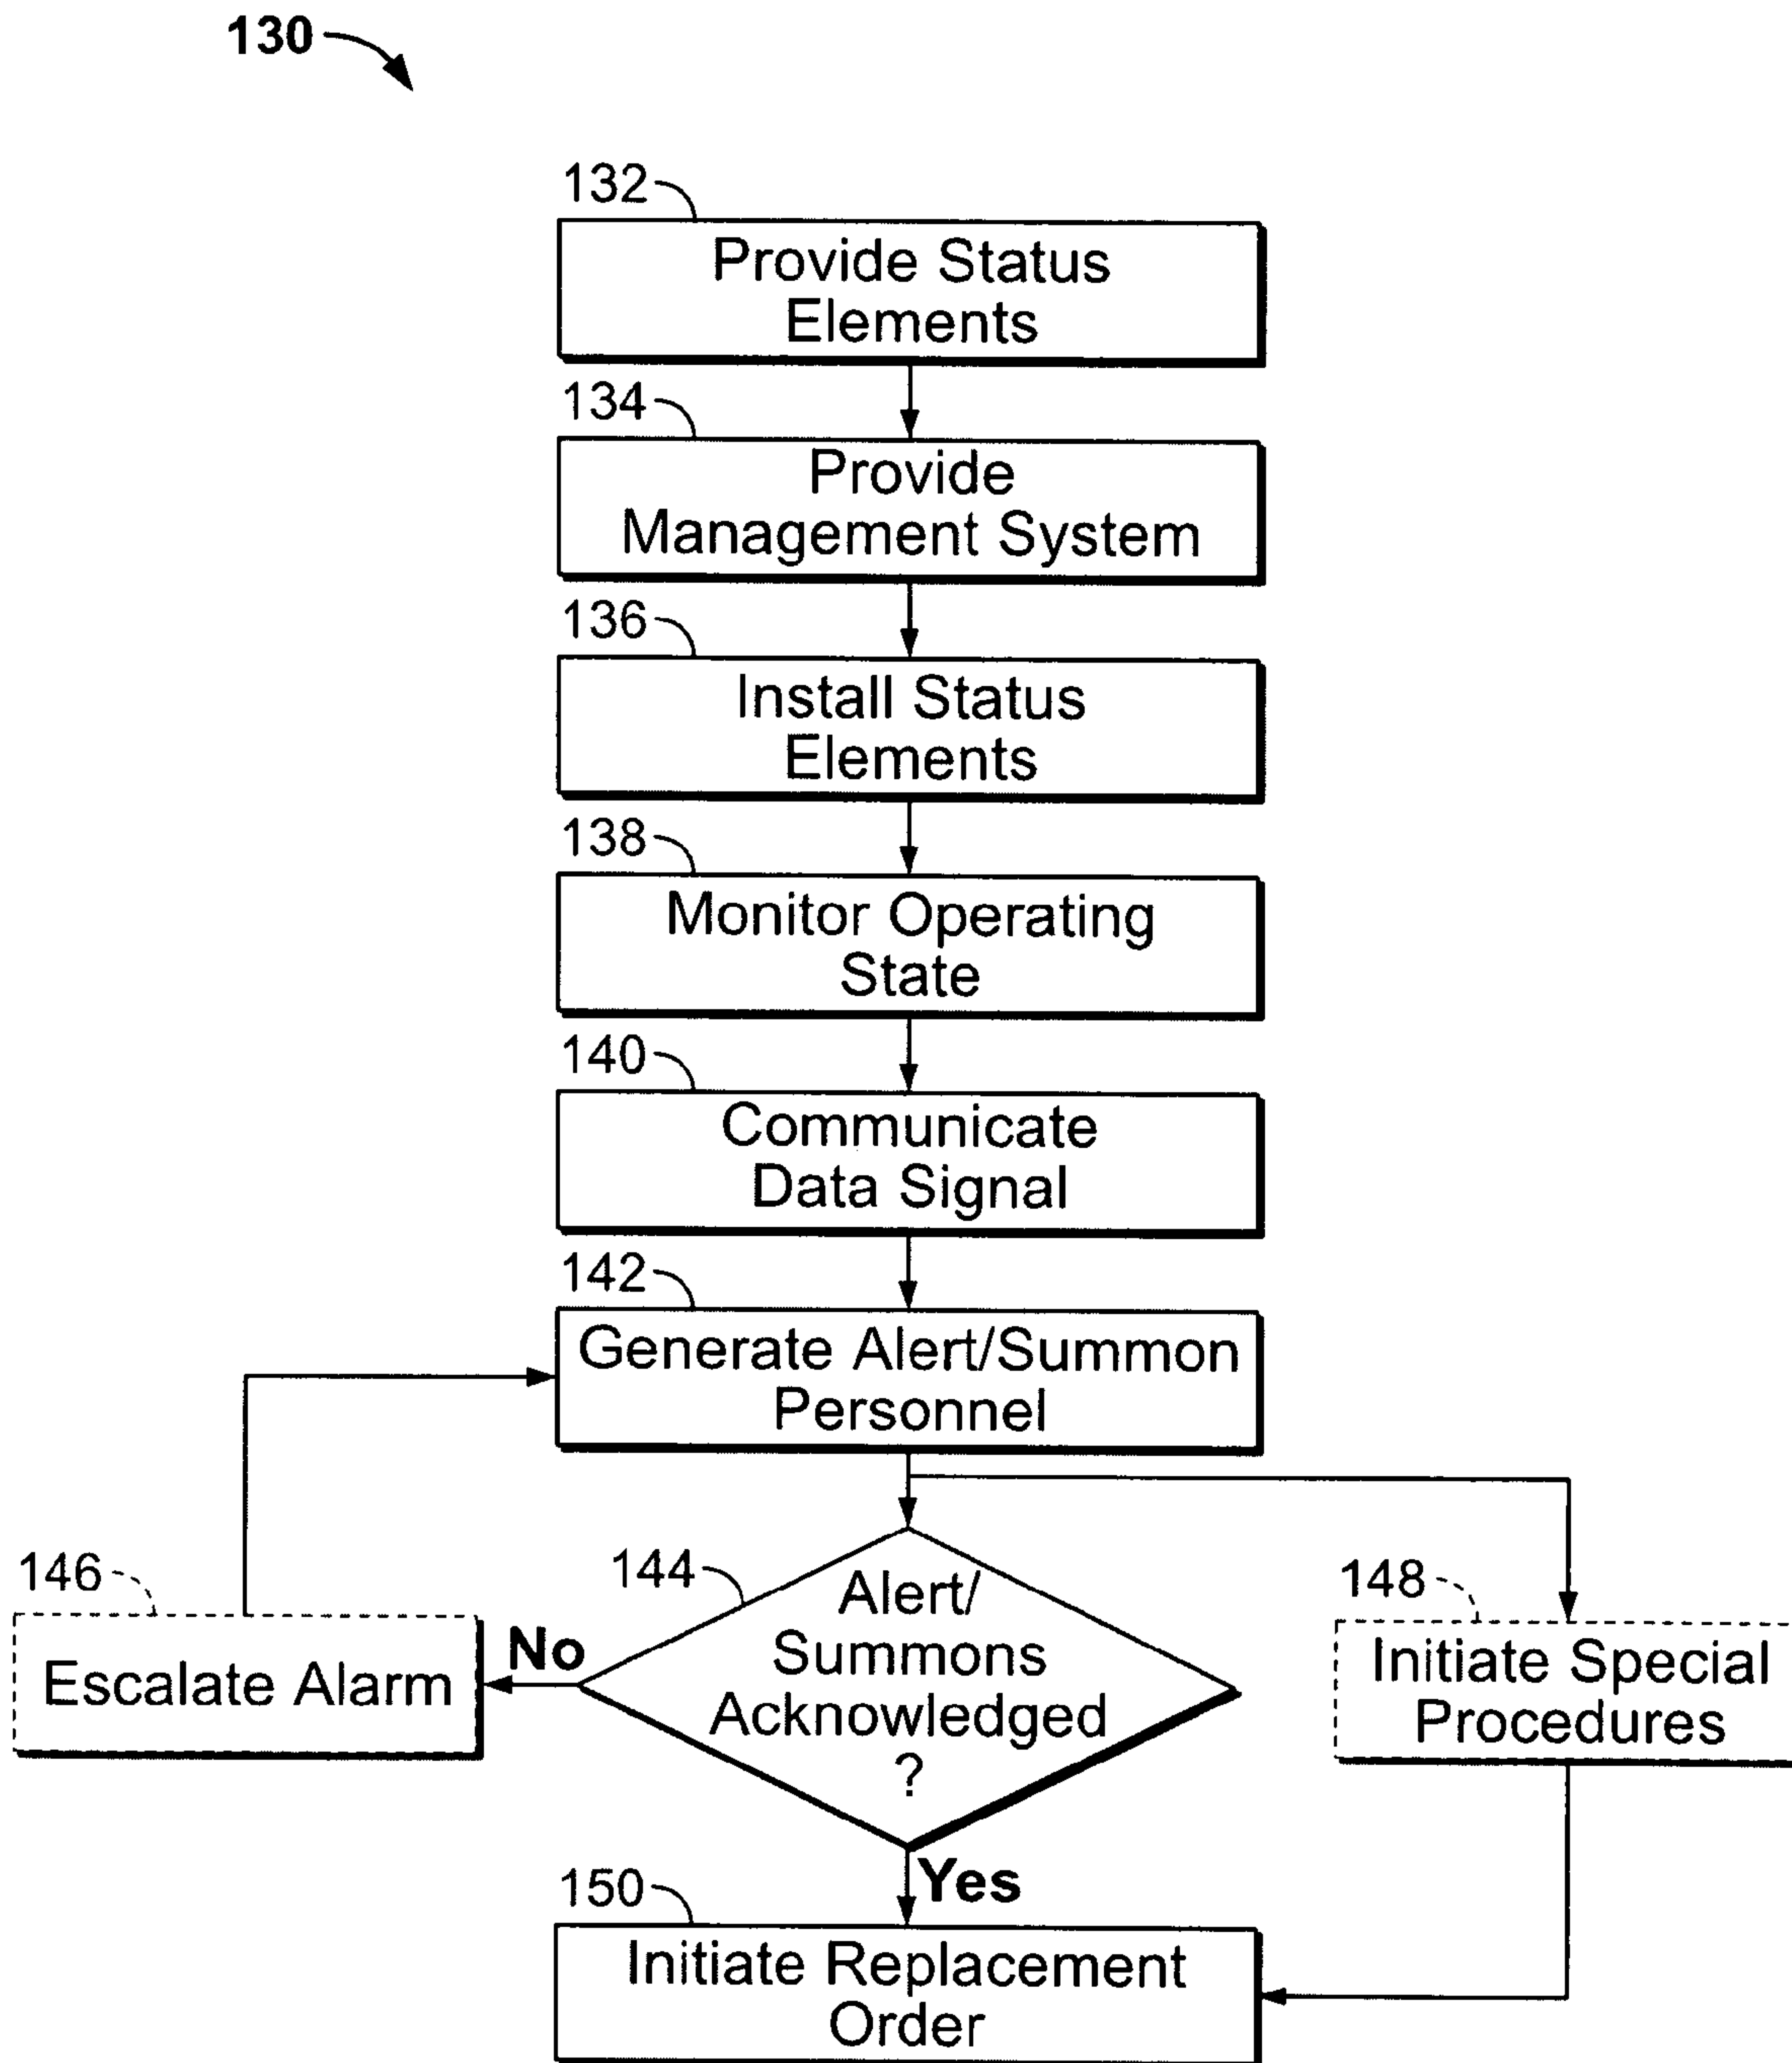 130
132
Provide Status
Elements
134
Provide
Management System
136
Install Status
Elements
138
Monitor Operating
State
140
Communicate
Data Signal
142
Generate Alert/Summon
Personnel
146
Escalate Alarm
No
144
Alert/
Summons
Acknowledged
?
148
Initiate Special
Procedures
Yes
150
Initiate Replacement
Order